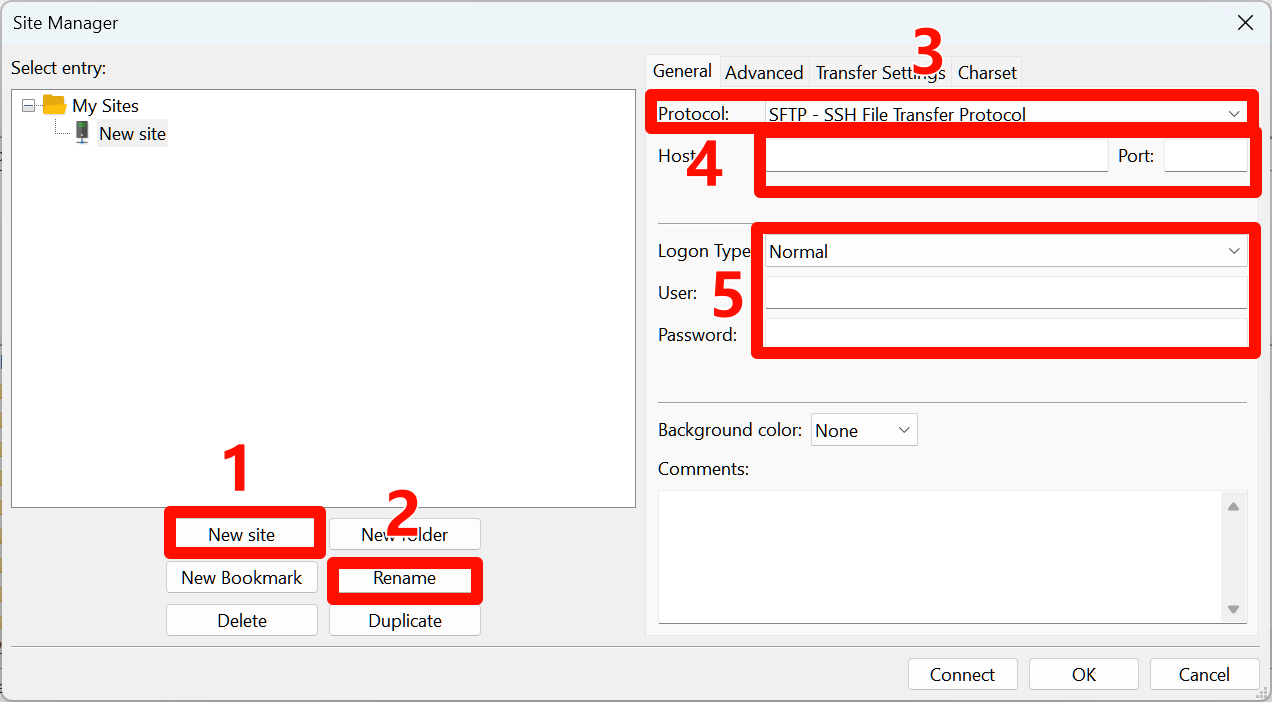 Site Manager
Select entry:
My Sites
New site
1
New site
2
New folder
New Bookmark
Rename
Delete
Duplicate
3
General Advanced Transfer Settings Charset
Protocol: SFTP - SSH File Transfer Protocol
4
Host Port:
Logon Type Normal
5
User:
Password:
Background color: None
Comments:
Connect OK Cancel